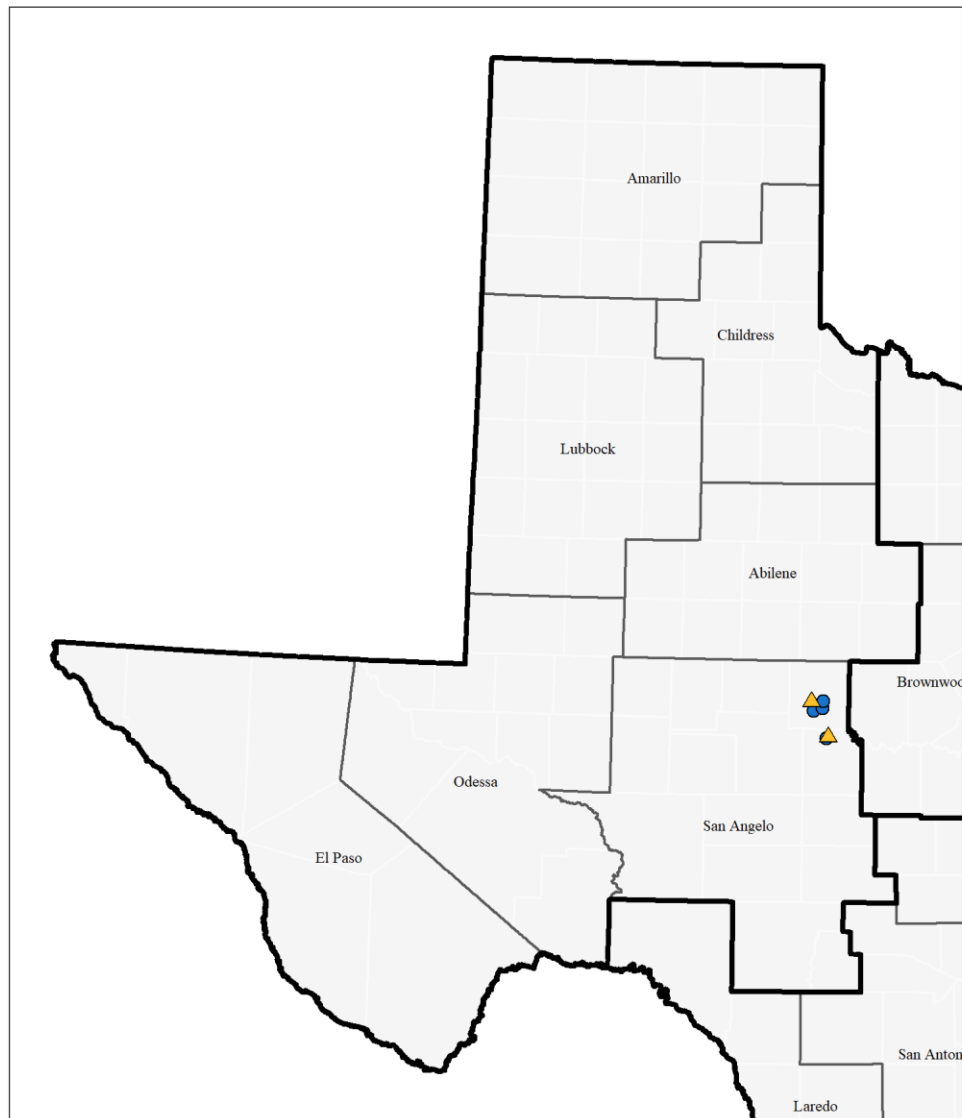 Amarillo
Childress
Lubbock
Abilene
Brownwoo
Odessa
San Angelo
El Paso
San Anton
Laredo